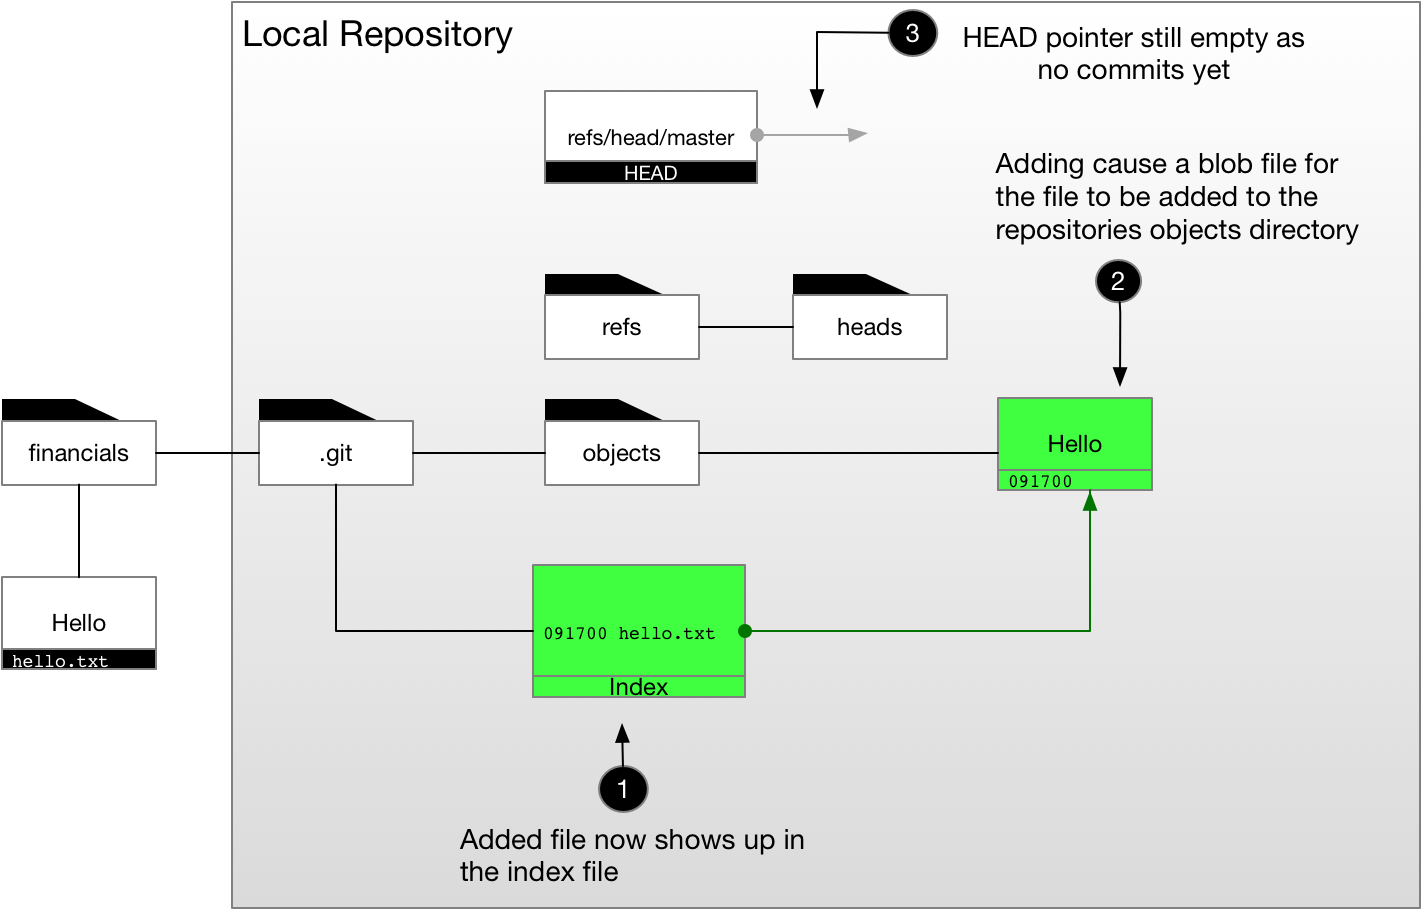 Local Repository
3
HEAD pointer still empty as
no commits yet
refs/head/master
HEAD
Adding cause a blob file for
the file to be added to the
repositories objects directory
2
refs
heads
financials
.git
objects
Hello
091700
Hello
hello.txt
091700 hello.txt
Index
1
Added file now shows up in
the index file